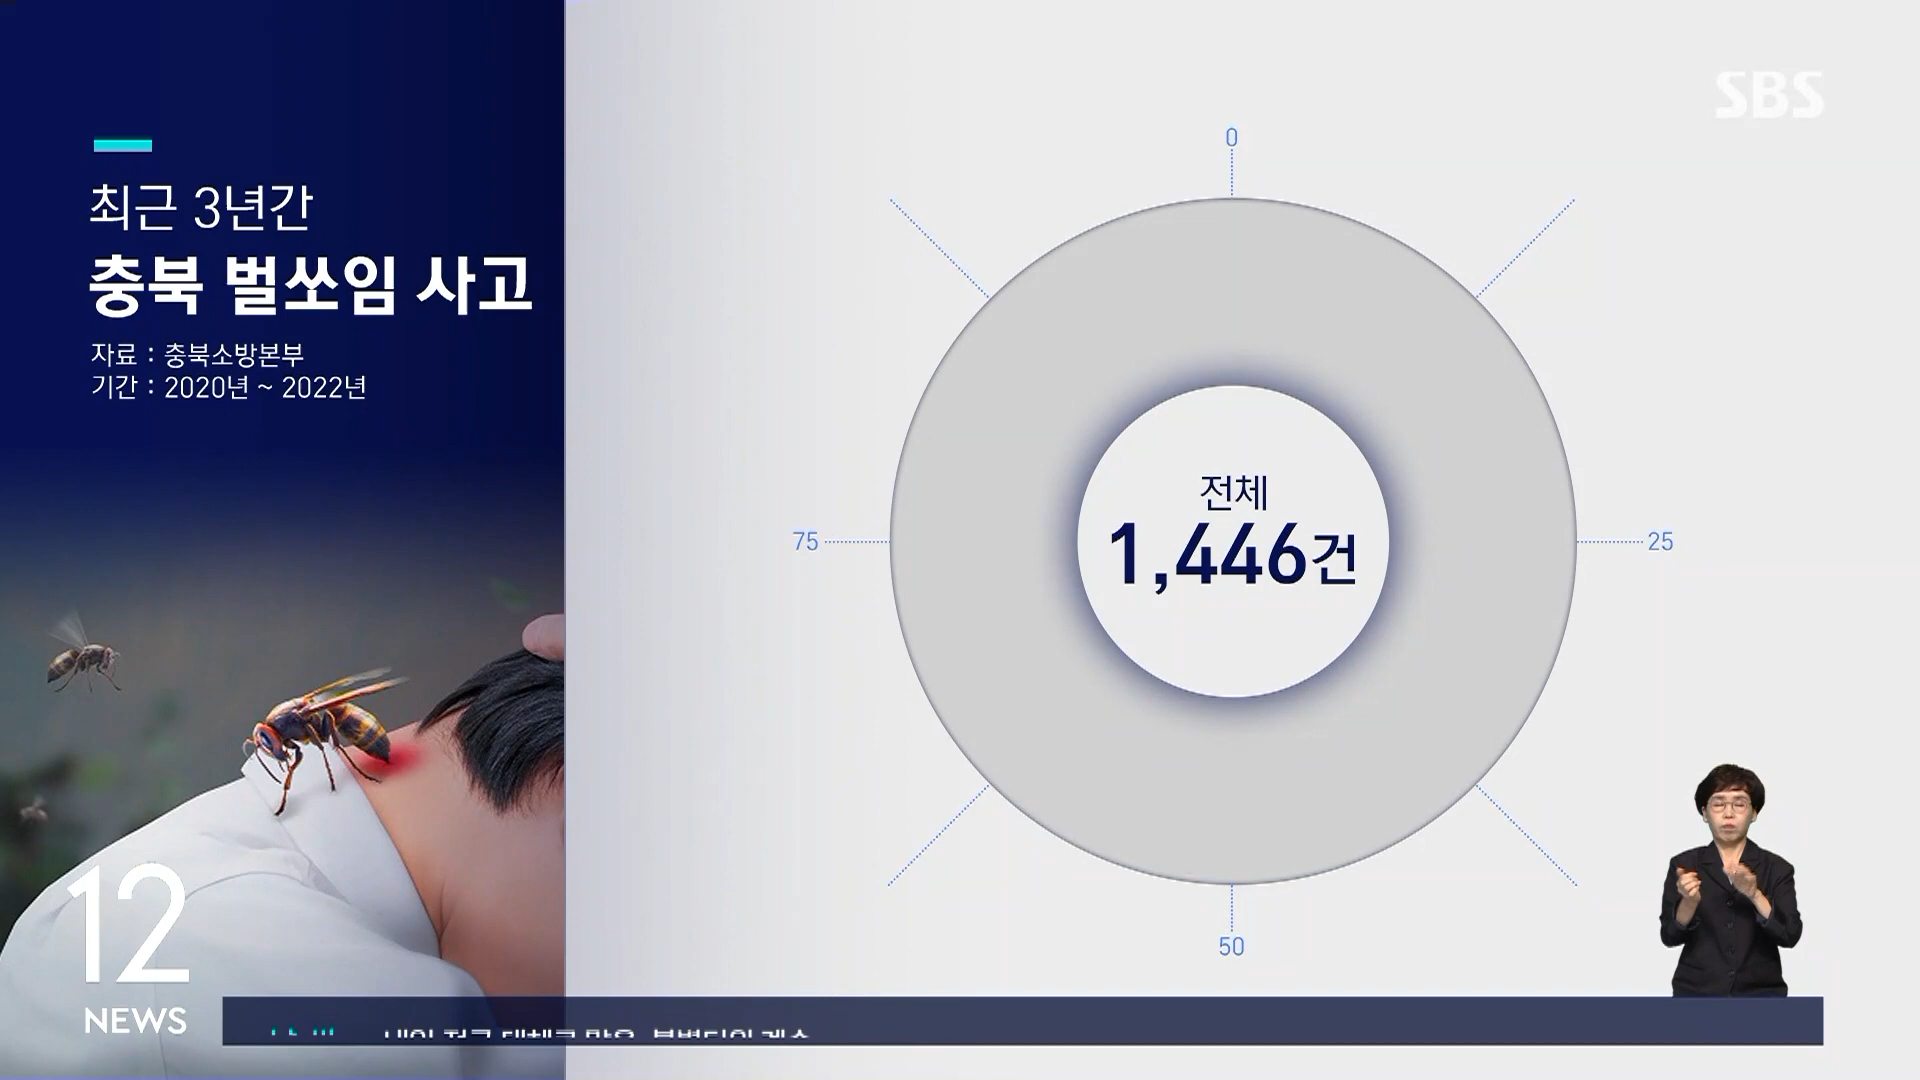 최근 3년간
충북 벌쏘임 사고
자료 : 충북소방본부
기간 : 2020년 ~ 2022년
SBS
0
75
25
50
전체
1,446건
12
NEWS